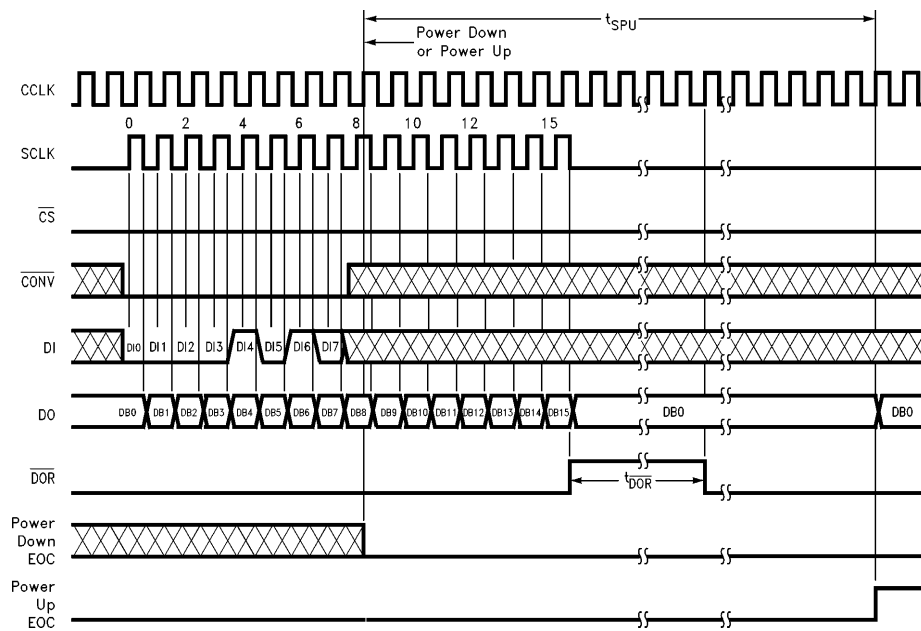 tSPU
Power Down
or Power Up
CCLK
0 2 4 6 8 10 12 15
SCLK
CS
CONV
DI
DI0 DI1 DI2 DI3 DI4 DI5 DI6 DI7
DO
DB0 DB1 DB2 DB3 DB4 DB5 DB6 DB7 DB8 DB9 DB10 DB11 DB12 DB13 DB14 DB15 DB0 DB0
DOR
tDOR
Power
Down
EOC
Power
Up
EOC